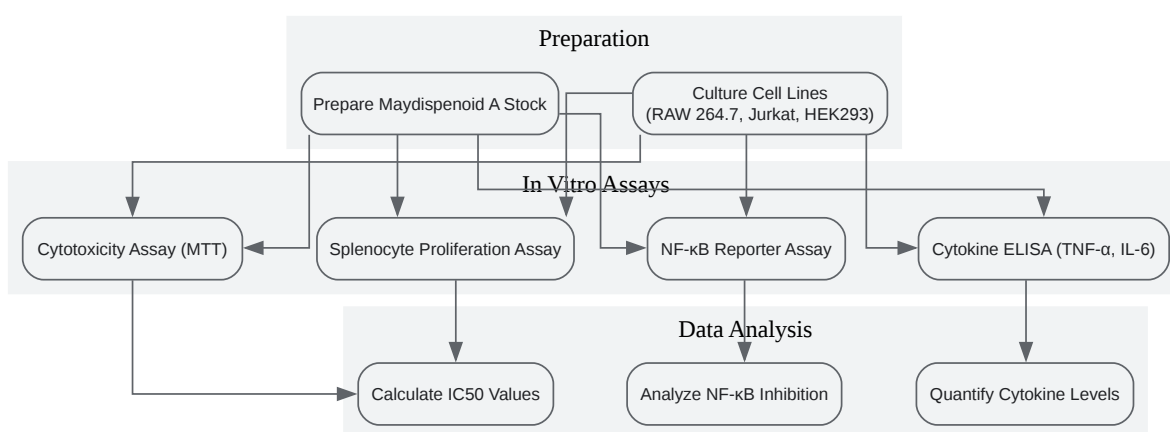 Preparation
Prepare Maydispenoid A Stock
Culture Cell Lines
(RAW 264.7, Jurkat, HEK293)
In Vitro Assays
Cytotoxicity Assay (MTT)
Splenocyte Proliferation Assay
NF-κB Reporter Assay
Cytokine ELISA (TNF-α, IL-6)
Data Analysis
Calculate IC50 Values
Analyze NF-κB Inhibition
Quantify Cytokine Levels